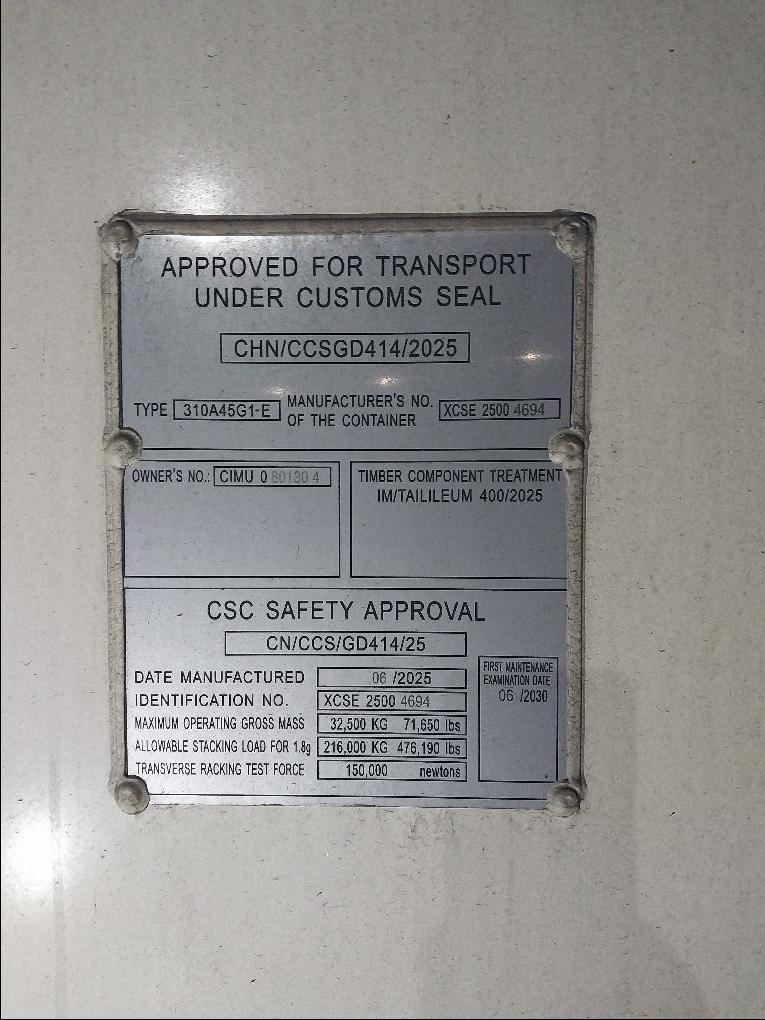 APPROVED FOR TRANSPORT
UNDER CUSTOMS SEAL
CHN/CCSGD414/2025
TYPE 310A45G1-E MANUFACTURER'S NO. OF THE CONTAINER XCSE 2500 4694
OWNER'S NO.: CIMU 0 80130 4
TIMBER COMPONENT TREATMENT
IM/TAILILEUM 400/2025
CSC SAFETY APPROVAL
CN/CCS/GD414/25
DATE MANUFACTURED 06 /2025
IDENTIFICATION NO. XCSE 2500 4694
MAXIMUM OPERATING GROSS MASS 32,500 KG 71,650 lbs
ALLOWABLE STACKING LOAD FOR 1.8g 216,000 KG 476,190 lbs
TRANSVERSE RACKING TEST FORCE 150,000 newtons
FIRST MAINTENANCE
EXAMINATION DATE
06 /2030